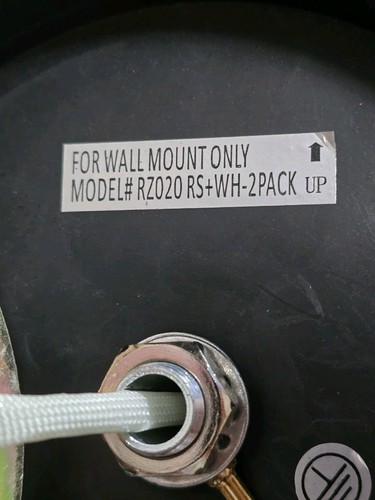 FOR WALL MOUNT ONLY
MODEL# RZ020 RS+WH-2PACK UP